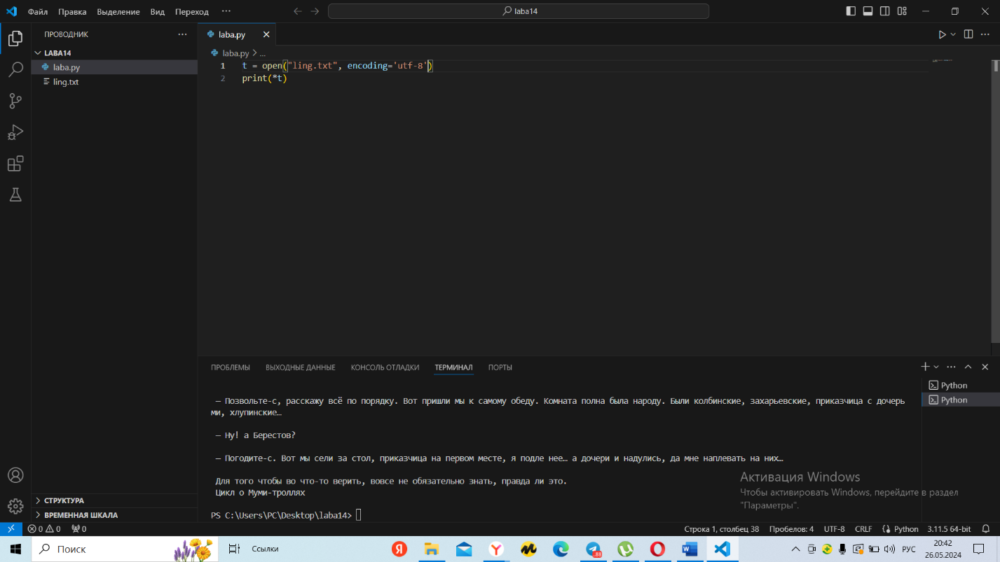 Файл Правка Выделение Вид Переход ···
laba14
ПРОВОДНИК ···
laba.py
LABA14
laba.py > ...
laba.py
ling.txt
1 t = open("ling.txt", encoding='utf-8')
2 print(*t)
ПРОБЛЕМЫ ВЫХОДНЫЕ ДАННЫЕ КОНСОЛЬ ОТЛАДКИ ТЕРМИНАЛ ПОРТЫ
Python
Python
— Позвольте-с, расскажу всё по порядку. Вот пришли мы к самому обеду. Комната полна была народу. Были колбинские, захарьевские, приказчица с дочерь
ми, хлупинские…
— Ну! а Берестов?
— Погодите-с. Вот мы сели за стол, приказчица на первом месте, я подле нее… а дочери и надулись, да мне наплевать на них…
Для того чтобы во что-то верить, вовсе не обязательно знать, правда ли это.
Цикл о Муми-троллях
PS C:\Users\PC\Desktop\laba14>
Активация Windows
Чтобы активировать Windows, перейдите в раздел
"Параметры".
СТРУКТУРА
ВРЕМЕННАЯ ШКАЛА
0 0 0
Строка 1, столбец 38 Пробелов: 4 UTF-8 CRLF Python 3.11.5 64-bit
Поиск
Ссылки
Я
88
РУС
20:42
26.05.2024